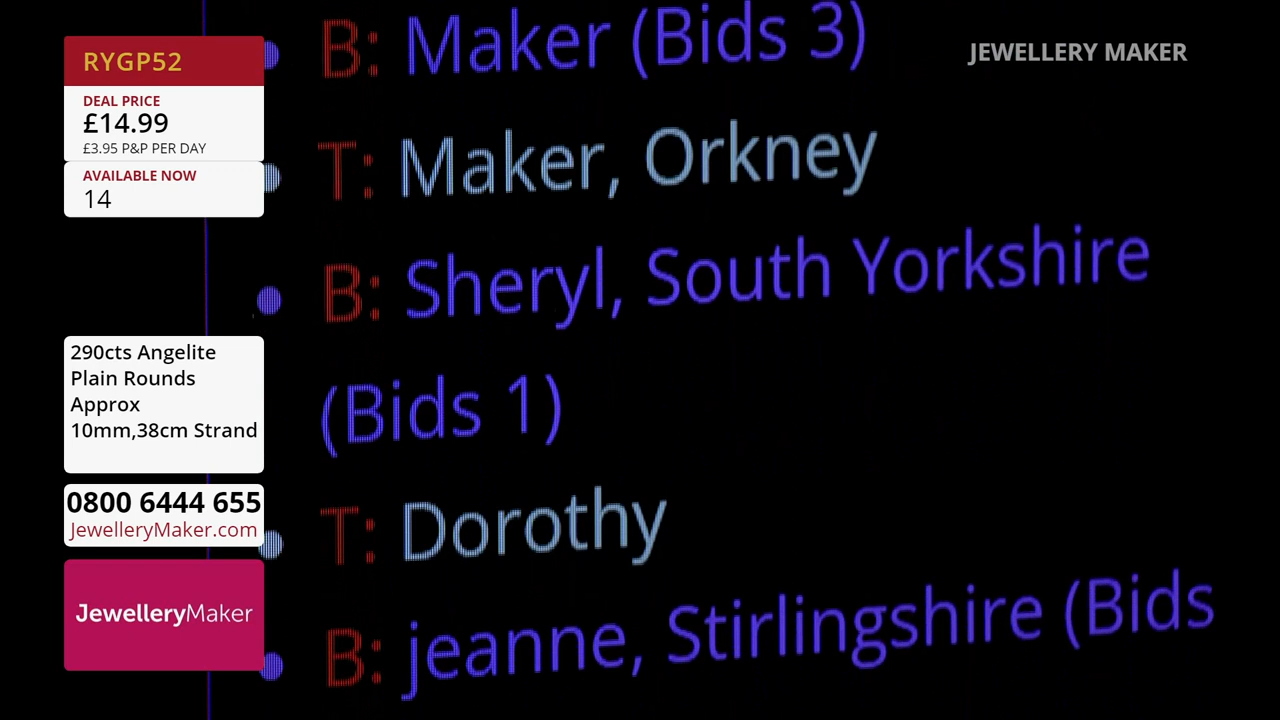 RYGP52
DEAL PRICE
£14.99
£3.95 P&P PER DAY
AVAILABLE NOW
14
290cts Angelite
Plain Rounds
Approx
10mm,38cm Strand
0800 6444 655
JewelleryMaker.com
JewelleryMaker
JEWELLERY MAKER
B: Maker (Bids 3)
T: Maker, Orkney
B: Sheryl, South Yorkshire
(Bids 1)
T: Dorothy
B: jeanne, Stirlingshire (Bids